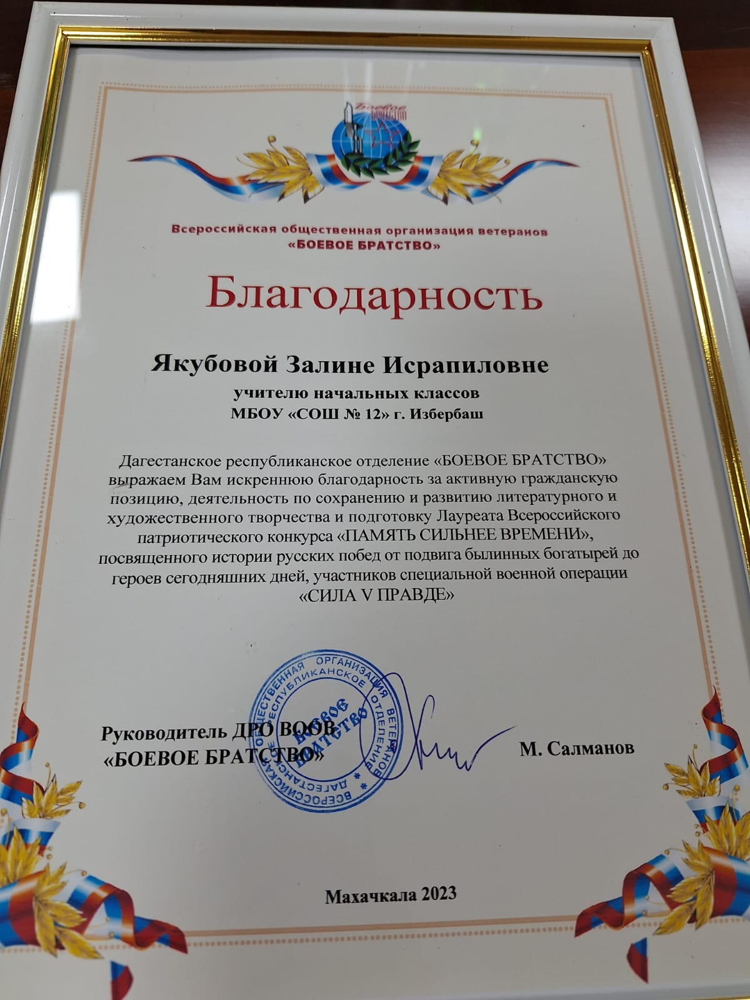 Боевое
братство
Всероссийская общественная организация ветеранов
«БОЕВОЕ БРАТСТВО»
Благодарность
Якубовой Залине Исрапиловне
учителю начальных классов
МБОУ «СОШ № 12» г. Избербаш
Дагестанское республиканское отделение «БОЕВОЕ БРАТСТВО»
выражаем Вам искреннюю благодарность за активную гражданскую
позицию, деятельность по сохранению и развитию литературного и
художественного творчества и подготовку Лауреата Всероссийского
патриотического конкурса «ПАМЯТЬ СИЛЬНЕЕ ВРЕМЕНИ»,
посвященного истории русских побед от подвига былинных богатырей до
героев сегодняшних дней, участников специальной военной операции
«СИЛА V ПРАВДЕ»
Руководитель ДРО ВООВ
«БОЕВОЕ БРАТСТВО»
М. Салманов
ВСЕРОССИЙСКАЯ ОБЩЕСТВЕННАЯ ОРГАНИЗАЦИЯ ВЕТЕРАНОВ
ДАГЕСТАНСКОЕ РЕСПУБЛИКАНСКОЕ ОТДЕЛЕНИЕ
БОЕВОЕ
БРАТСТВО
Махачкала 2023